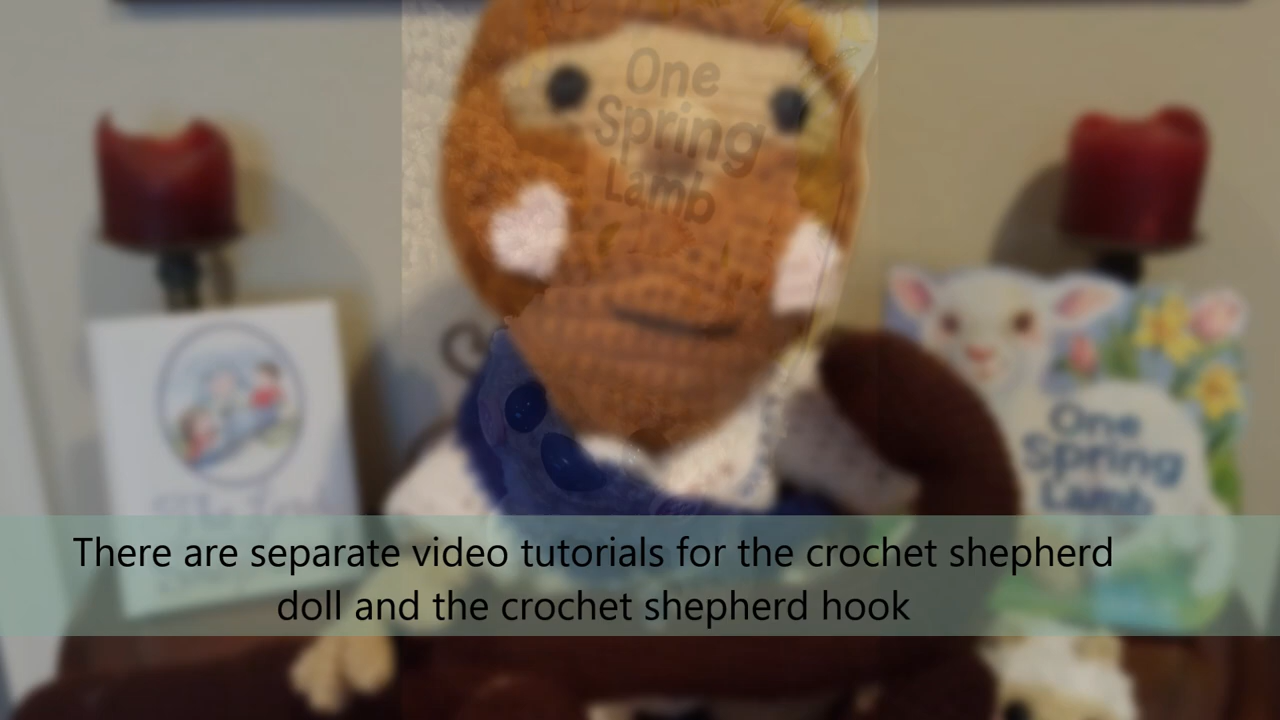 One
Spring
Lamb
One
Spring
Lamb
There are separate video tutorials for the crochet shepherd
doll and the crochet shepherd hook